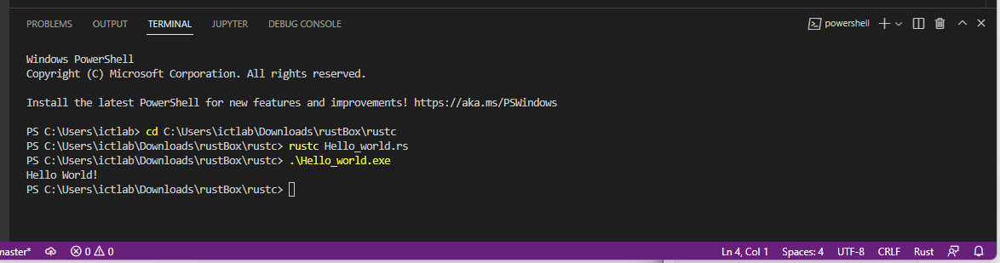 PROBLEMS OUTPUT TERMINAL JUPYTER DEBUG CONSOLE powershell
Windows PowerShell
Copyright (C) Microsoft Corporation. All rights reserved.
Install the latest PowerShell for new features and improvements! https://aka.ms/PSWindows
PS C:\Users\ictlab> cd C:\Users\ictlab\Downloads\rustBox\rustc
PS C:\Users\ictlab\Downloads\rustBox\rustc> rustc Hello_world.rs
PS C:\Users\ictlab\Downloads\rustBox\rustc> .\Hello_world.exe
Hello World!
PS C:\Users\ictlab\Downloads\rustBox\rustc>
master* 0 0 Ln 4, Col 1 Spaces: 4 UTF-8 CRLF Rust